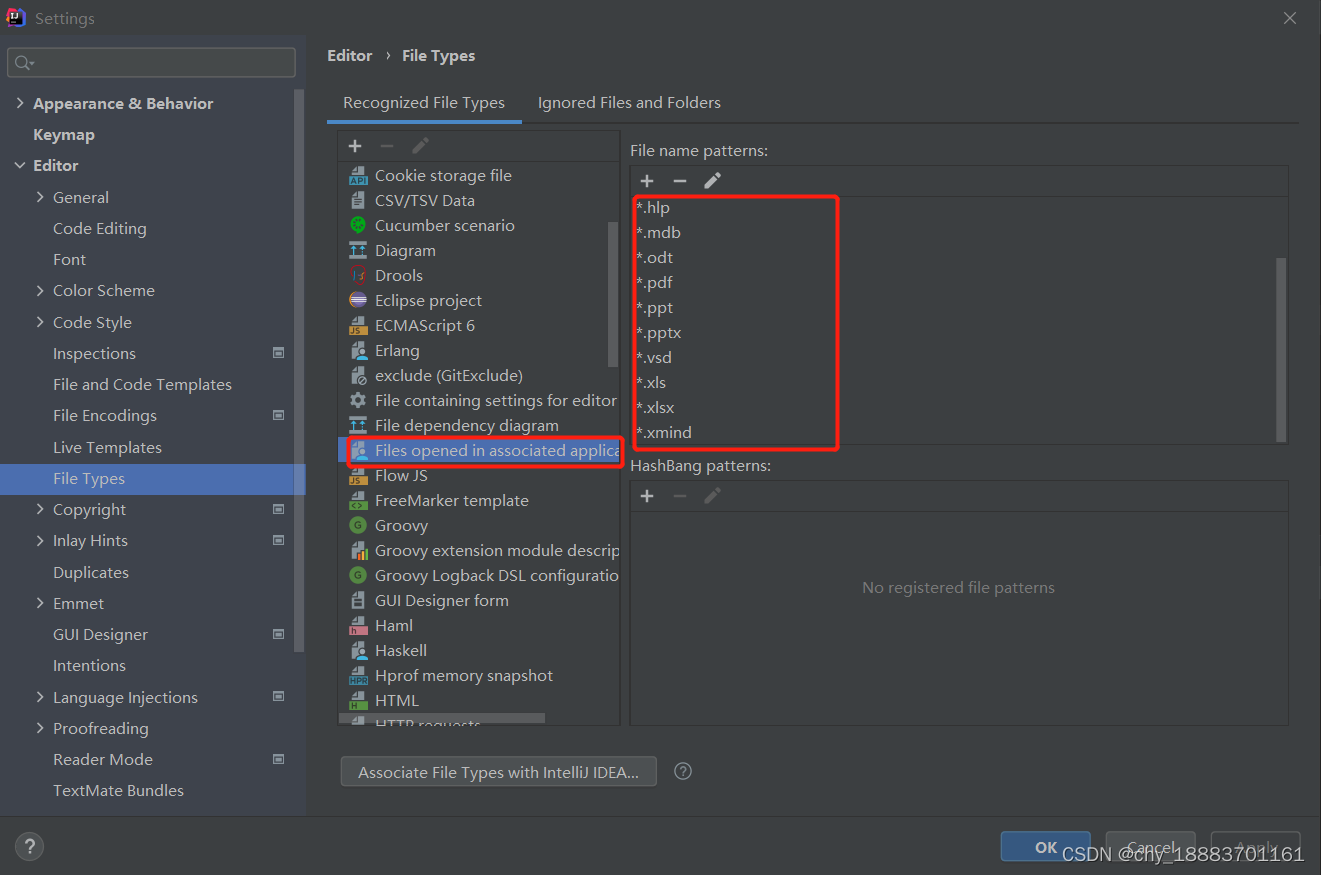 Settings
Appearance & Behavior
Keymap
Editor
General
Code Editing
Font
Color Scheme
Code Style
Inspections
File and Code Templates
File Encodings
Live Templates
File Types
Copyright
Inlay Hints
Duplicates
Emmet
GUI Designer
Intentions
Language Injections
Proofreading
Reader Mode
TextMate Bundles
Editor › File Types
Recognized File Types
Ignored Files and Folders
Cookie storage file
CSV/TSV Data
Cucumber scenario
Diagram
Drools
Eclipse project
ECMAScript 6
Erlang
exclude (GitExclude)
File containing settings for editor
File dependency diagram
Files opened in associated applica
Flow JS
FreeMarker template
Groovy
Groovy extension module descrip
Groovy Logback DSL configuratio
GUI Designer form
Haml
Haskell
Hprof memory snapshot
HTML
HTTP requests
File name patterns:
*.hlp
*.mdb
*.odt
*.pdf
*.ppt
*.pptx
*.vsd
*.xls
*.xlsx
*.xmind
HashBang patterns:
No registered file patterns
Associate File Types with IntelliJ IDEA...
OK
Cancel
Apply
CSDN @chy_18883701161